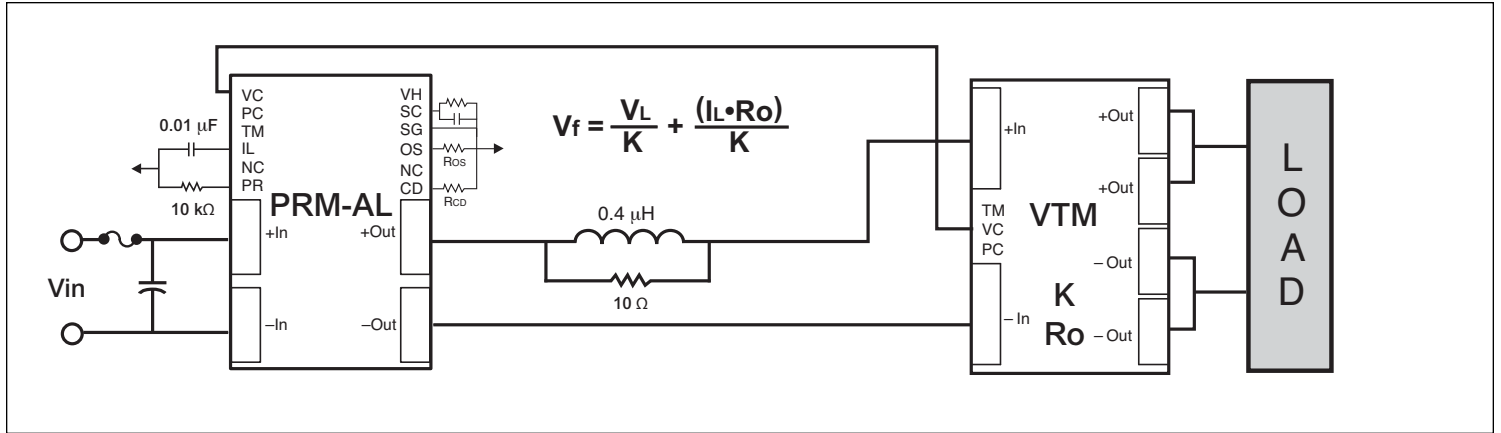 VC
PC
TM
IL
NC
PR
VH
SC
SG
OS
NC
CD
0.01 μF
10 kΩ
ROS
RCD
PRM-AL
+In
–In
+Out
–Out
Vin
Vf = VL/K + (IL•Ro)/K
0.4 μH
10 Ω
+In
TM
VC
PC
– In
VTM
K
Ro
+Out
+Out
– Out
– Out
LOAD